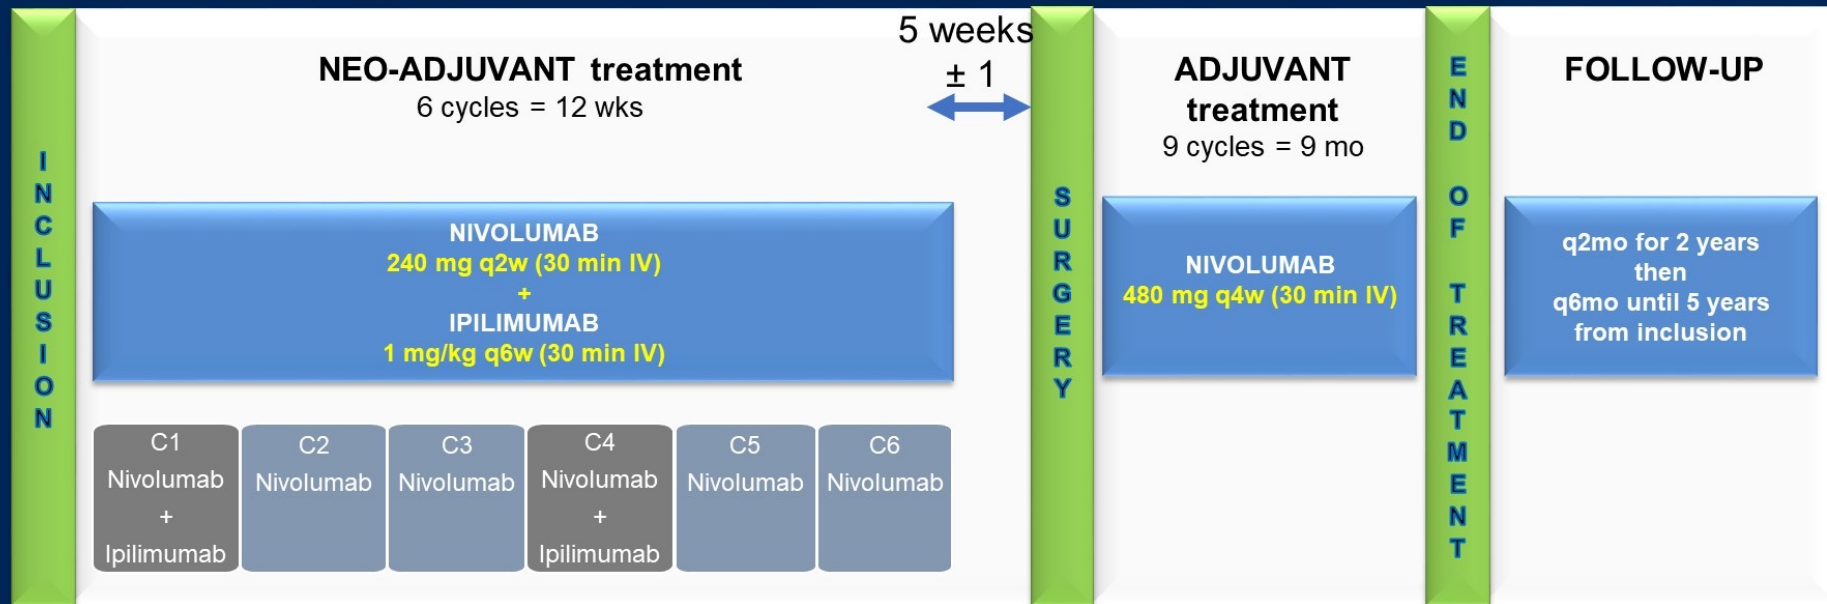 INCLUSION
NEO-ADJUVANT treatment
6 cycles = 12 wks
5 weeks
± 1
NIVOLUMAB
240 mg q2w (30 min IV)
+
IPILIMUMAB
1 mg/kg q6w (30 min IV)
C1
Nivolumab
+
Ipilimumab
C2
Nivolumab
C3
Nivolumab
C4
Nivolumab
+
Ipilimumab
C5
Nivolumab
C6
Nivolumab
SURGERY
ADJUVANT
treatment
9 cycles = 9 mo
NIVOLUMAB
480 mg q4w (30 min IV)
END OF TREATMENT
FOLLOW-UP
q2mo for 2 years
then
q6mo until 5 years
from inclusion